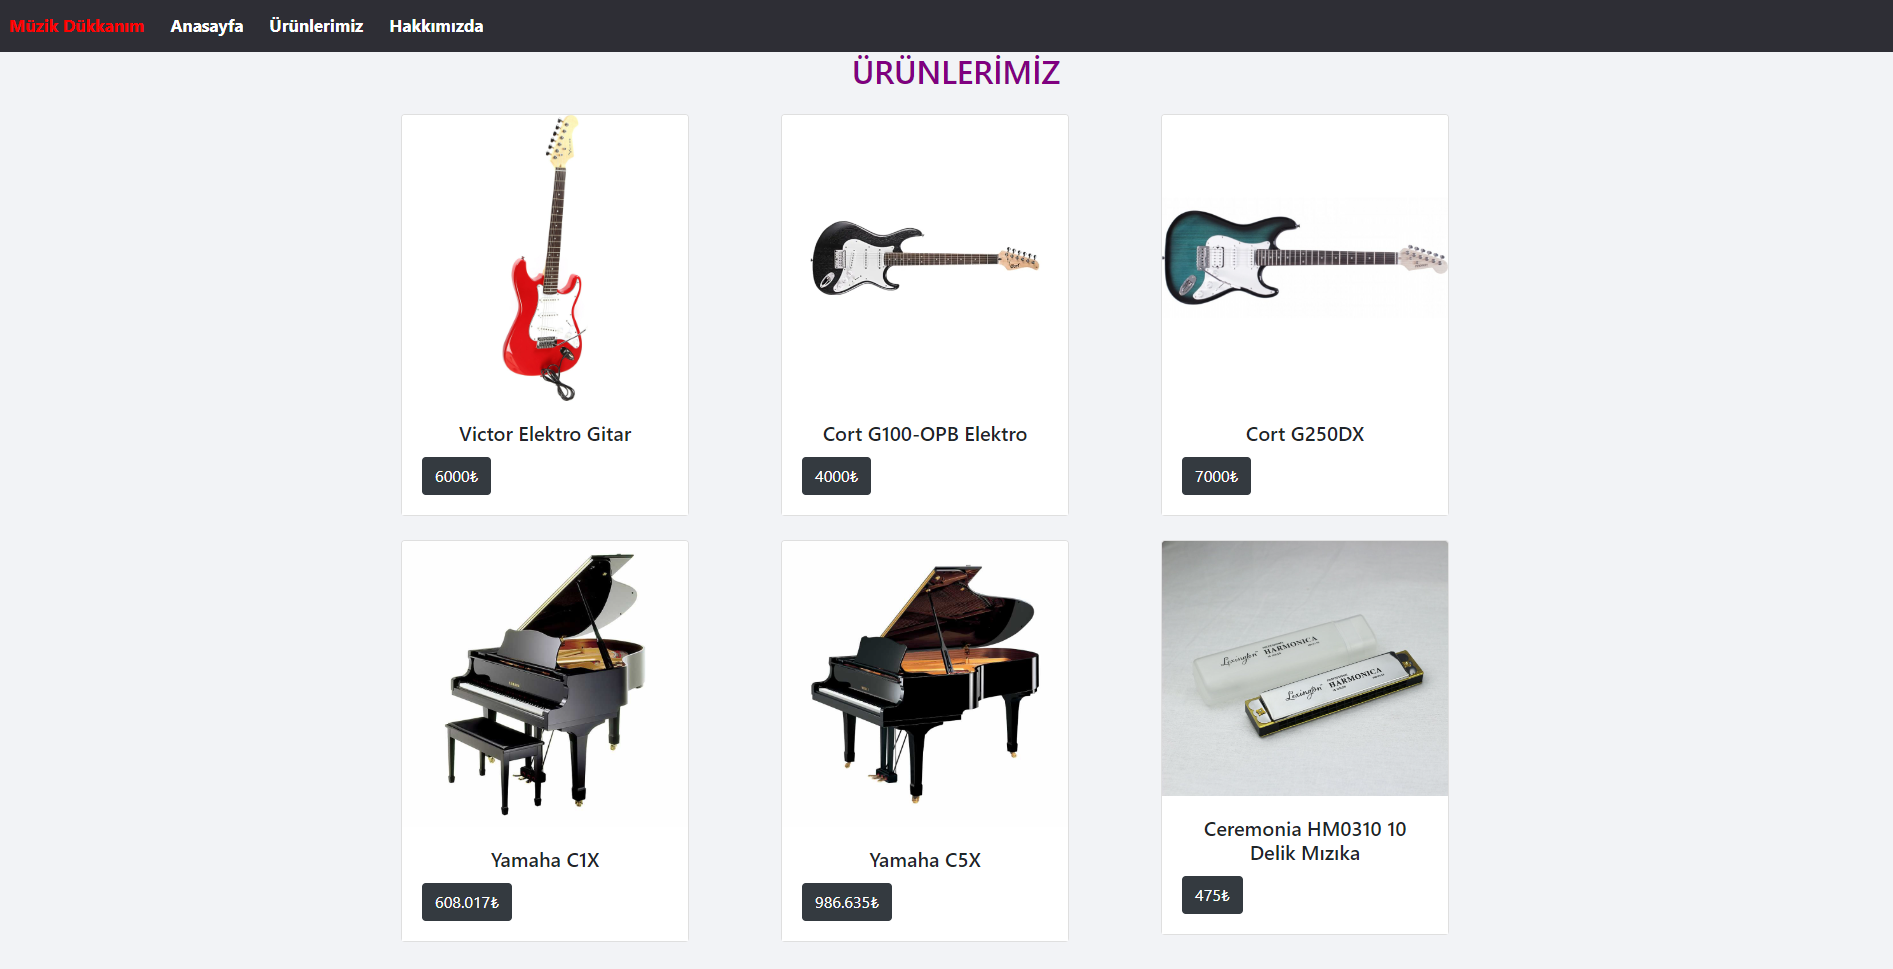 Müzik Dükkanım Anasayfa Ürünlerimiz Hakkımızda
ÜRÜNLERİMİZ
Victor Elektro Gitar
6000₺
Cort
Cort G100-OPB Elektro
4000₺
Cort G250DX
7000₺
Yamaha C1X
608.017₺
Yamaha C5X
986.635₺
Lexington HARMONICA
Lexington HARMONICA
Ceremonia HM0310 10
Delik Mızıka
475₺